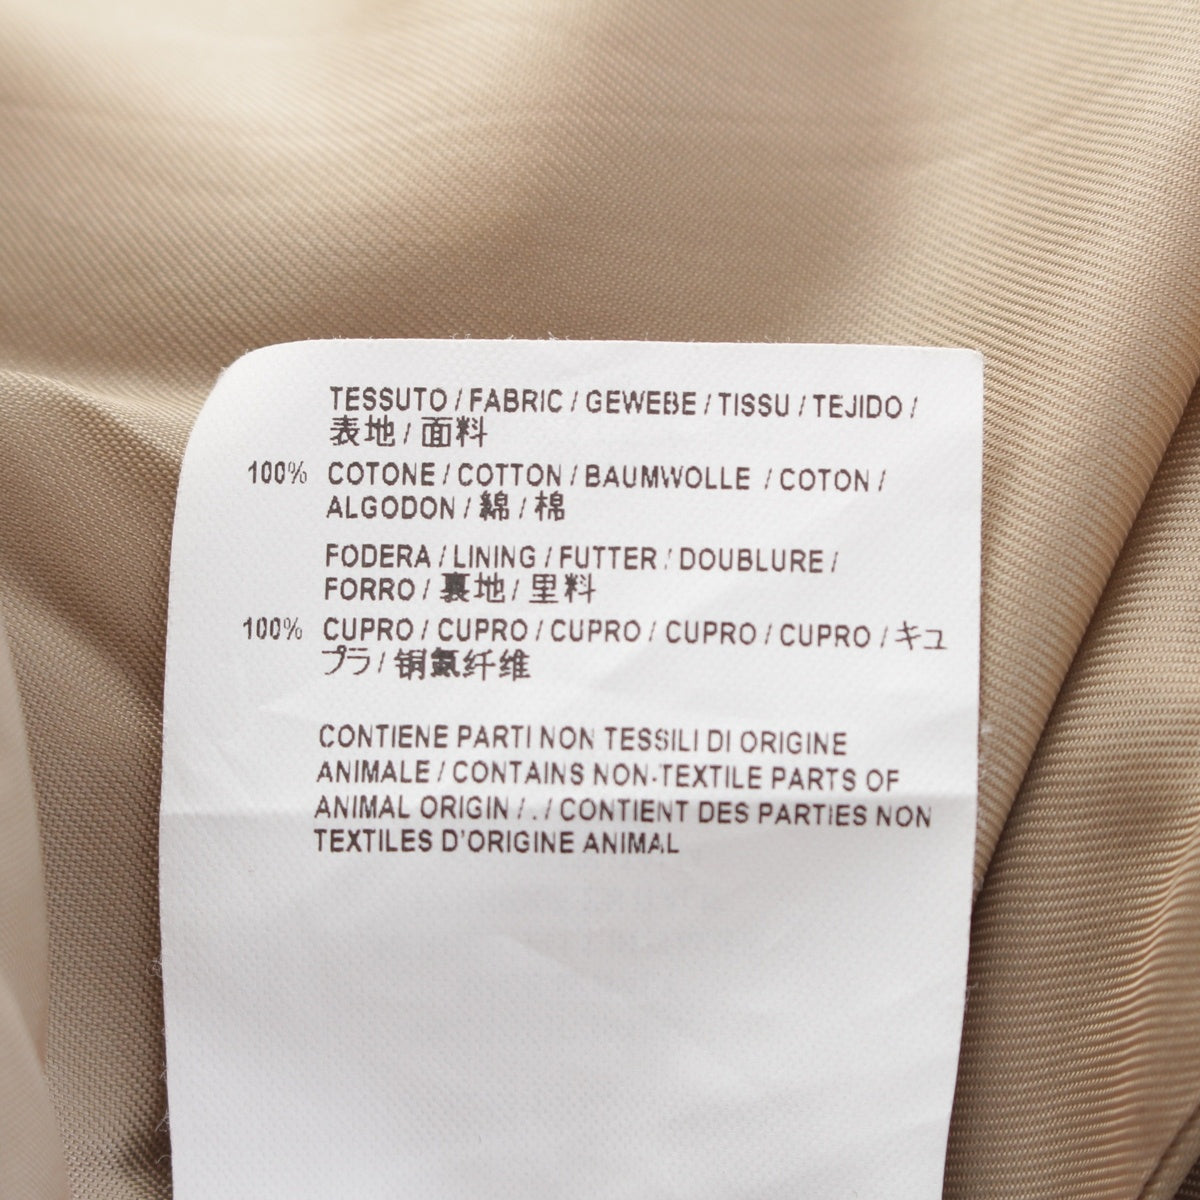 TESSUTO / FABRIC / GEWEBE / TISSU / TEJIDO /
表地 / 面料
100% COTONE / COTTON / BAUMWOLLE / COTON /
ALGODON / 綿 / 棉
FODERA / LINING / FUTTER / DOUBLURE /
FORRO / 裏地 / 里料
100% CUPRO / CUPRO / CUPRO / CUPRO / CUPRO / キュ
プラ / 铜氨纤维
CONTIENE PARTI NON TESSILI DI ORIGINE
ANIMALE / CONTAINS NON-TEXTILE PARTS OF
ANIMAL ORIGIN / . / CONTIENT DES PARTIES NON
TEXTILES D'ORIGINE ANIMAL